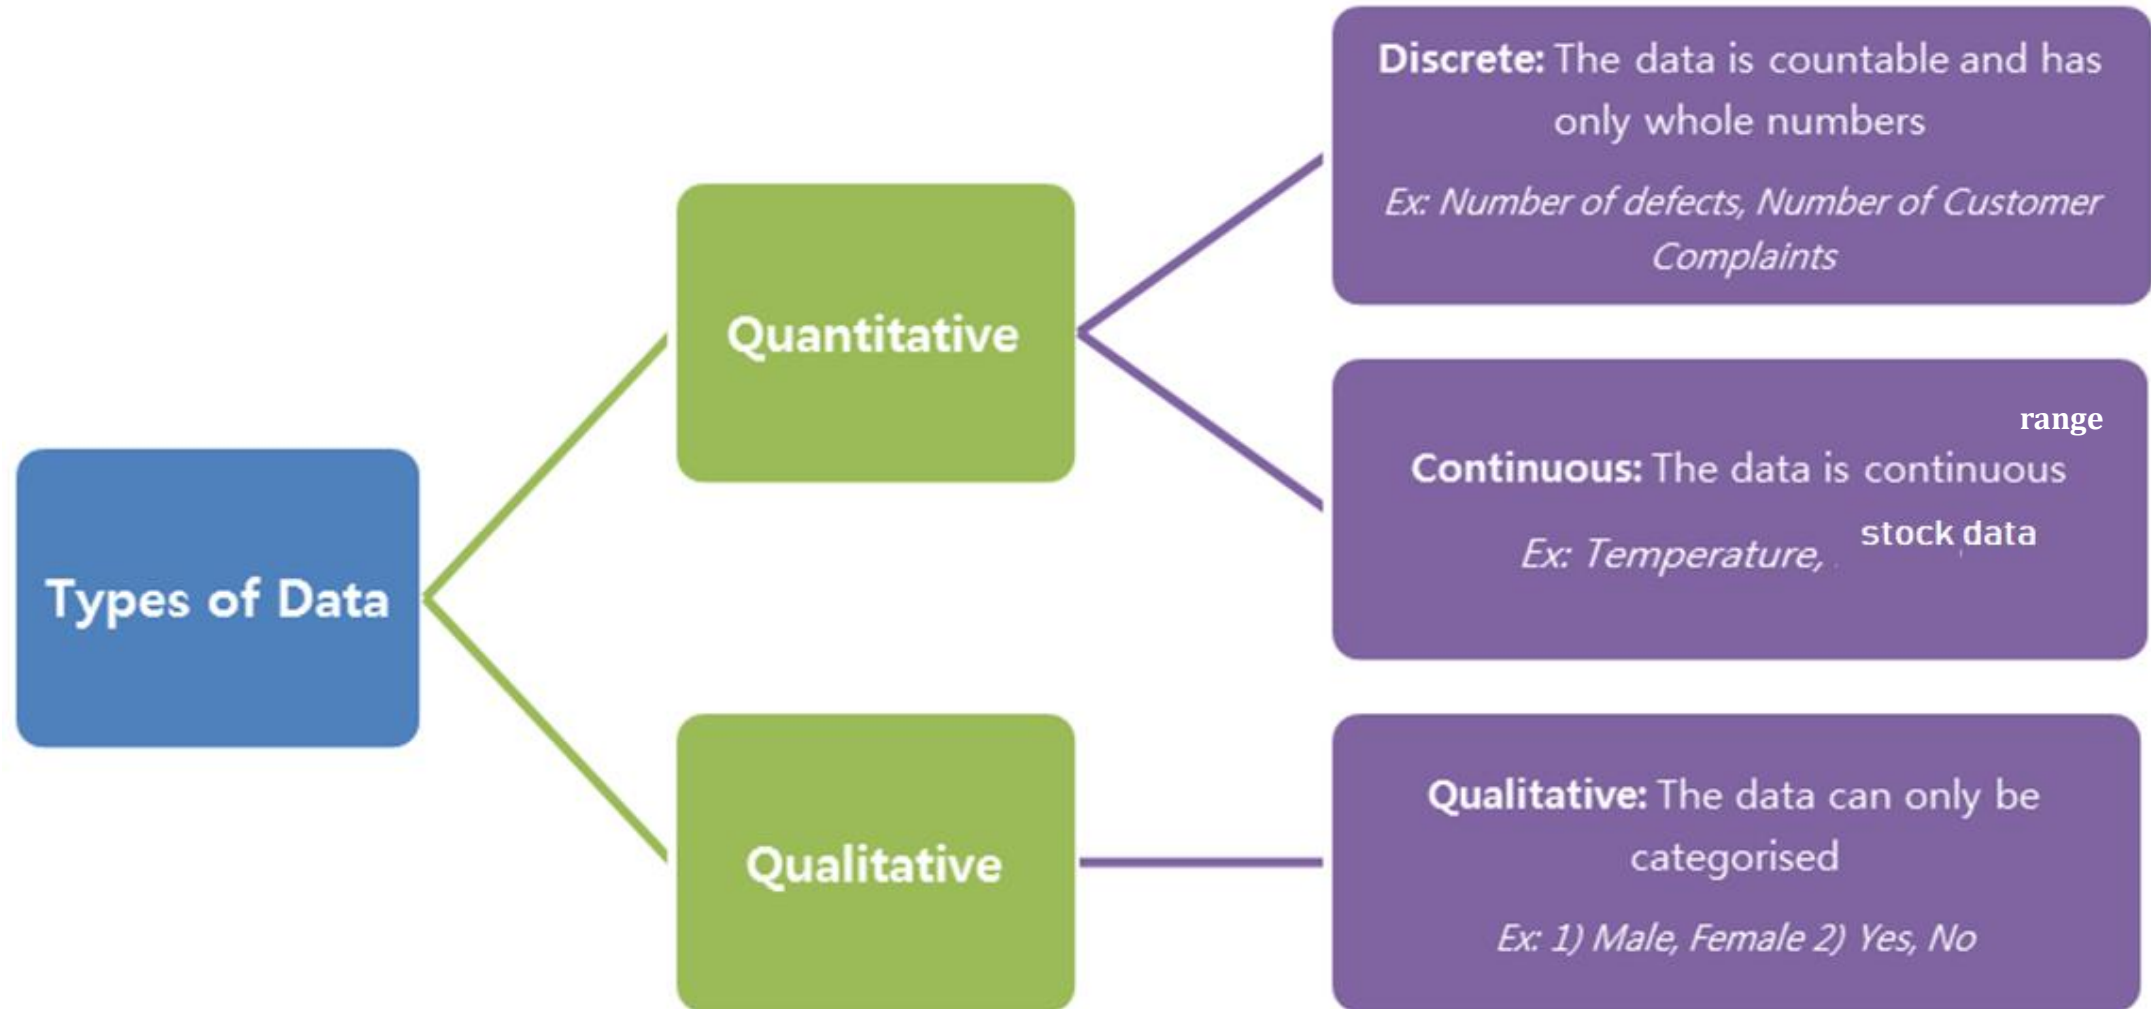 Types of Data
Quantitative
Qualitative
Discrete: The data is countable and has
only whole numbers
Ex: Number of defects, Number of Customer
Complaints
range
Continuous: The data is continuous
Ex: Temperature, stock data
Qualitative: The data can only be
categorised
Ex: 1) Male, Female 2) Yes, No